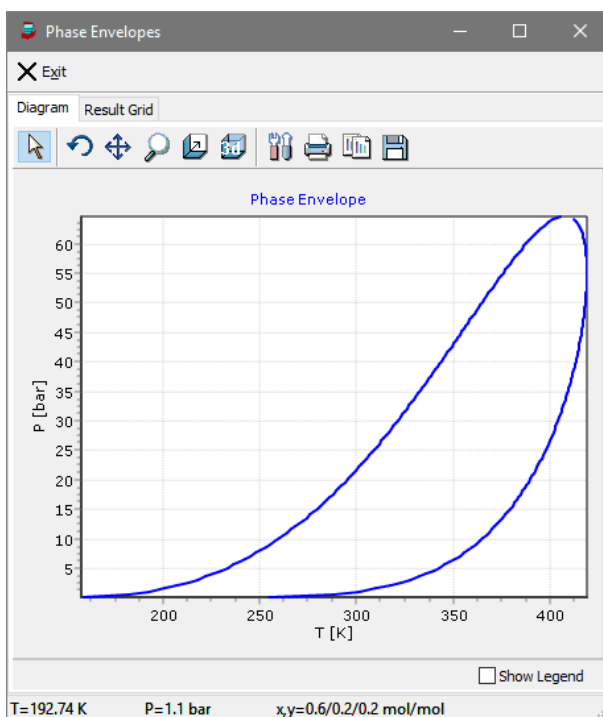 Phase Envelopes
Exit
Diagram
Result Grid
Phase Envelope
60
55
50
45
40
35
30
25
20
15
10
5
P [bar]
200
250
300
350
400
T [K]
Show Legend
T=192.74 K
P=1.1 bar
x,y=0.6/0.2/0.2 mol/mol